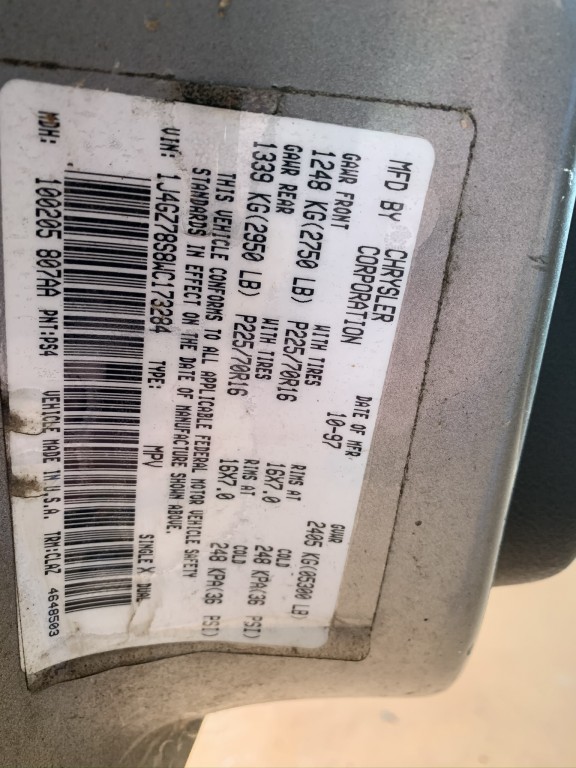 MFD BY CHRYSLER CORPORATION DATE OF MFR 10-97 GVWR 2405 KG(05300 LB)
GAWR FRONT WITH TIRES RIMS AT COLD
1248 KG(2750 LB) P225/70R16 16X7.0 248 KPA(36 PSI)
GAWR REAR WITH TIRES RIMS AT COLD
1339 KG(2950 LB) P225/70R16 16X7.0 248 KPA(36 PSI)
THIS VEHICLE CONFORMS TO ALL APPLICABLE FEDERAL MOTOR VEHICLE SAFETY
STANDARDS IN EFFECT ON THE DATE OF MANUFACTURE SHOWN ABOVE.
VIN: 1J4GZ78S8WC173284 TYPE: MPV SINGLE X DUAL
MDH: 100205 807AA PNT:PS4 VEHICLE MADE IN U.S.A. TRM:CLAZ 4648503